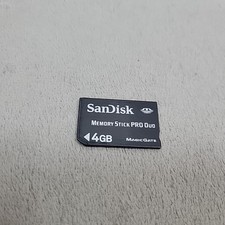 SanDisk
MEMORY STICK PRO DUO
4GB
MAGICGATE